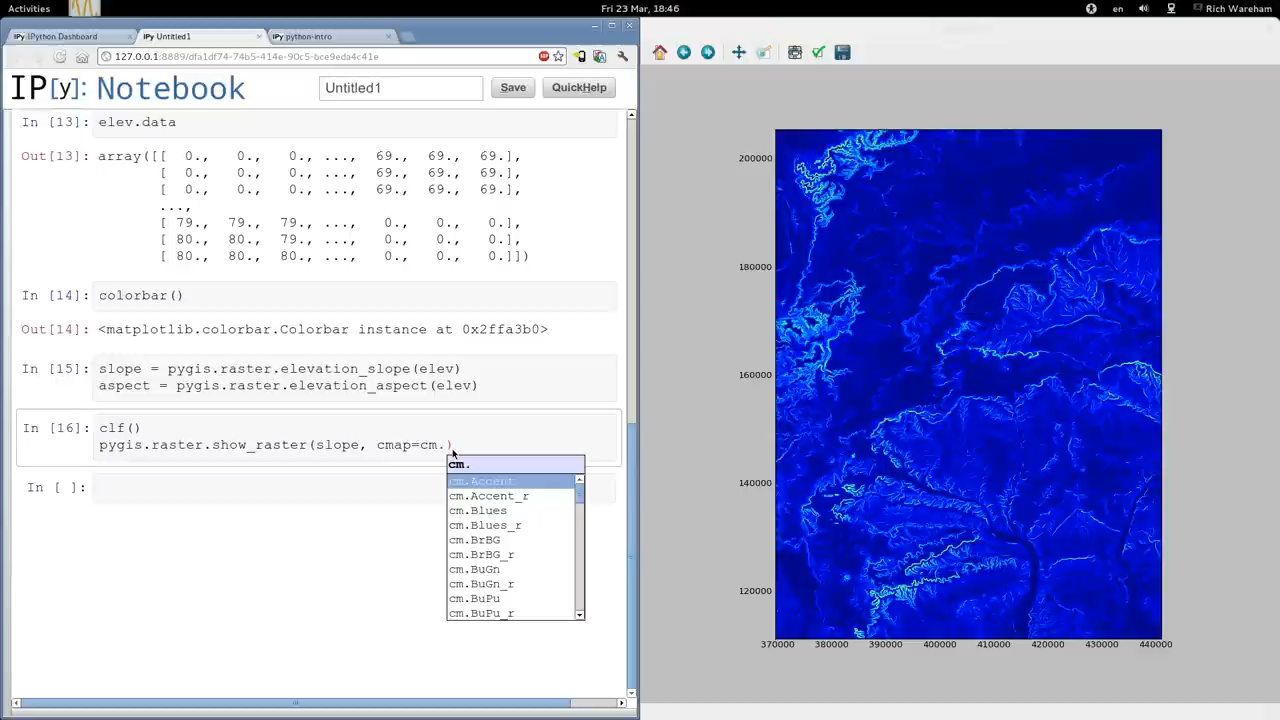 Activities
Fri 23 Mar, 18:46
en
Rich Wareham
IPy IPython Dashboard
IPy Untitled1
IPy python-intro
127.0.0.1:8889/dfa1df74-74b5-414e-90c5-bce9eda4c41e
IP[y]: Notebook
Untitled1
Save
QuickHelp
In [13]: elev.data
Out[13]: array([[ 0., 0., 0., ..., 69., 69., 69.],
[ 0., 0., 0., ..., 69., 69., 69.],
[ 0., 0., 0., ..., 69., 69., 69.],
...,
[ 79., 79., 79., ..., 0., 0., 0.],
[ 80., 80., 79., ..., 0., 0., 0.],
[ 80., 80., 80., ..., 0., 0., 0.]])
In [14]: colorbar()
Out[14]: <matplotlib.colorbar.Colorbar instance at 0x2ffa3b0>
In [15]: slope = pygis.raster.elevation_slope(elev)
aspect = pygis.raster.elevation_aspect(elev)
In [16]: clf()
pygis.raster.show_raster(slope, cmap=cm.)
cm.
cm.Accent
cm.Accent_r
cm.Blues
cm.Blues_r
cm.BrBG
cm.BrBG_r
cm.BuGn
cm.BuGn_r
cm.BuPu
cm.BuPu_r
In [ ]:
200000
180000
160000
140000
120000
370000 380000 390000 400000 410000 420000 430000 440000